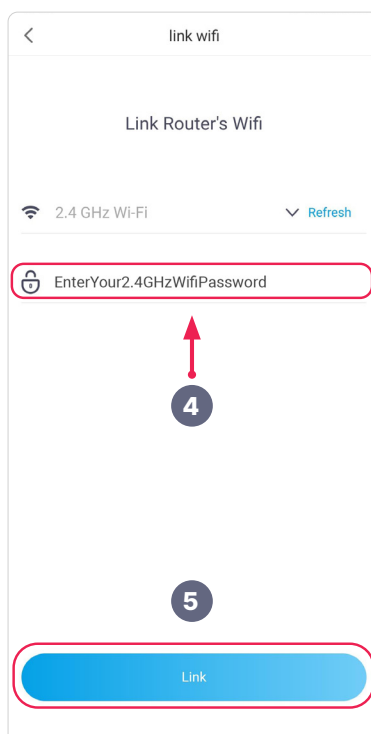 link wifi
Link Router's Wifi
2.4 GHz Wi-Fi Refresh
EnterYour2.4GHzWifiPassword
4
5
Link